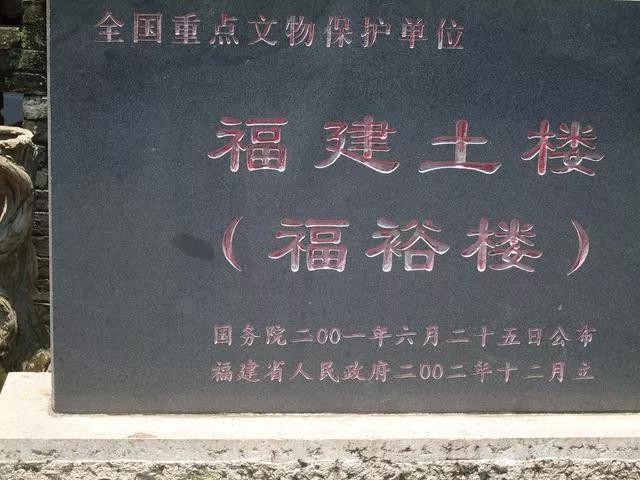 全国重点文物保护单位
福建土楼
（福裕楼）
国务院二00一年六月二十五日公布
福建省人民政府二00二年十二月立